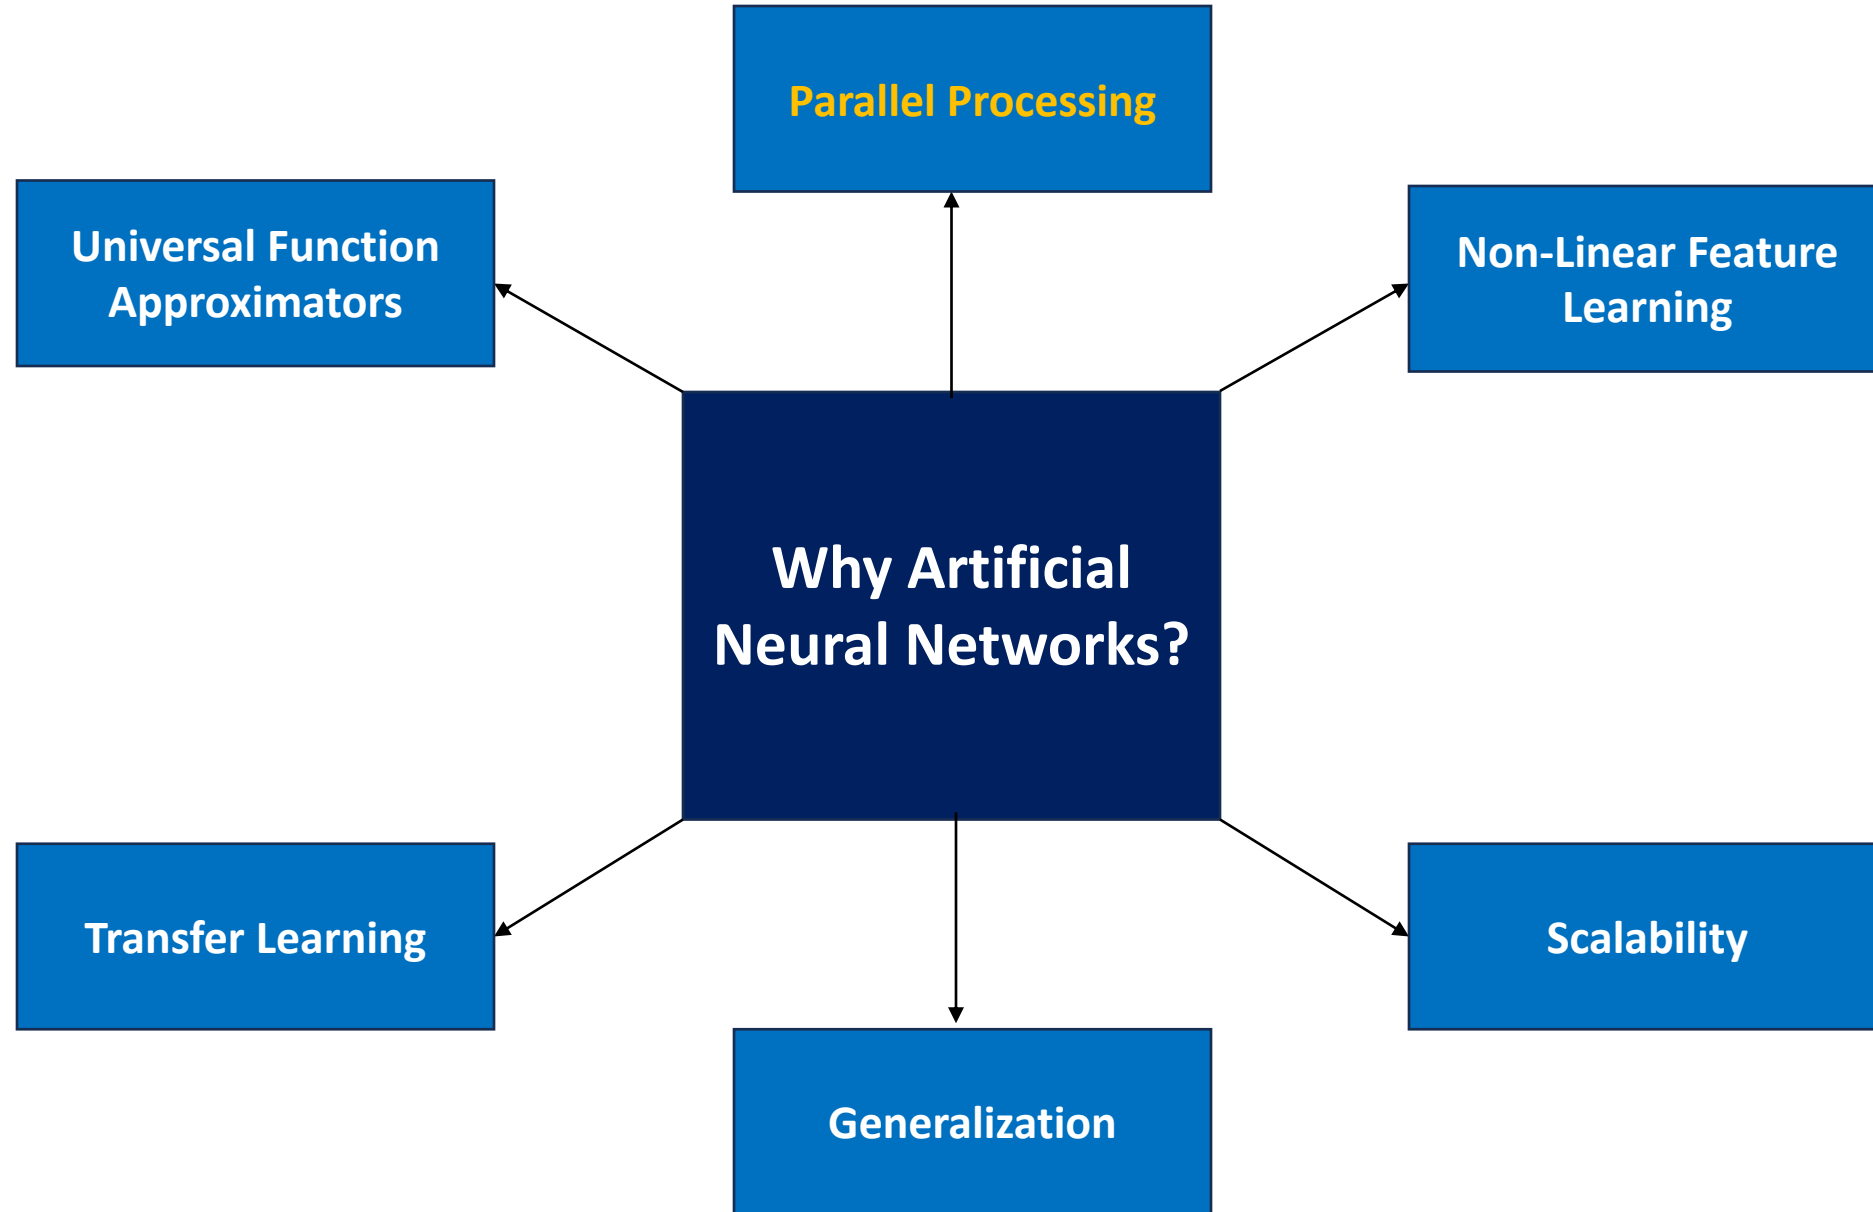 Parallel Processing
Universal Function
Approximators
Non-Linear Feature
Learning
Why Artificial
Neural Networks?
Transfer Learning
Scalability
Generalization